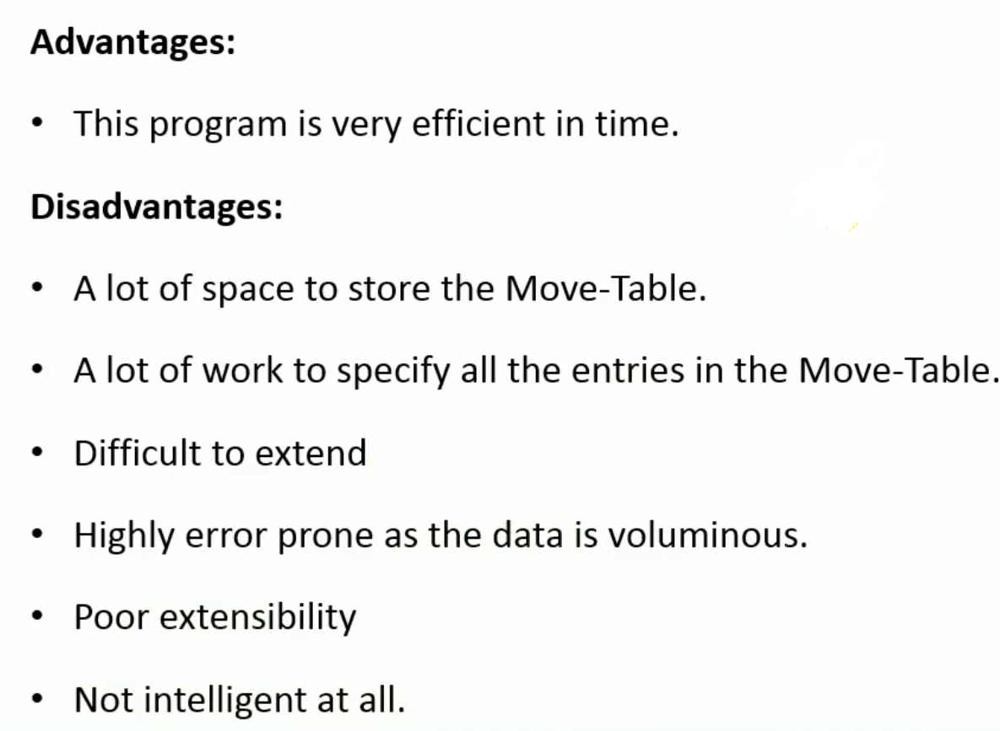 Advantages:
• This program is very efficient in time.
Disadvantages:
• A lot of space to store the Move-Table.
• A lot of work to specify all the entries in the Move-Table.
• Difficult to extend
• Highly error prone as the data is voluminous.
• Poor extensibility
• Not intelligent at all.